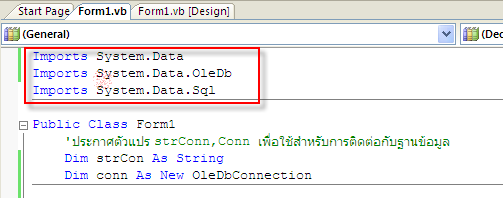 Start Page Form1.vb Form1.vb [Design]
(General) (Dec
Imports System.Data
Imports System.Data.OleDb
Imports System.Data.Sql
Public Class Form1
'ประกาศตัวแปร strConn,Conn เพื่อใช้สำหรับการติดต่อกับฐานข้อมูล
Dim strCon As String
Dim conn As New OleDbConnection